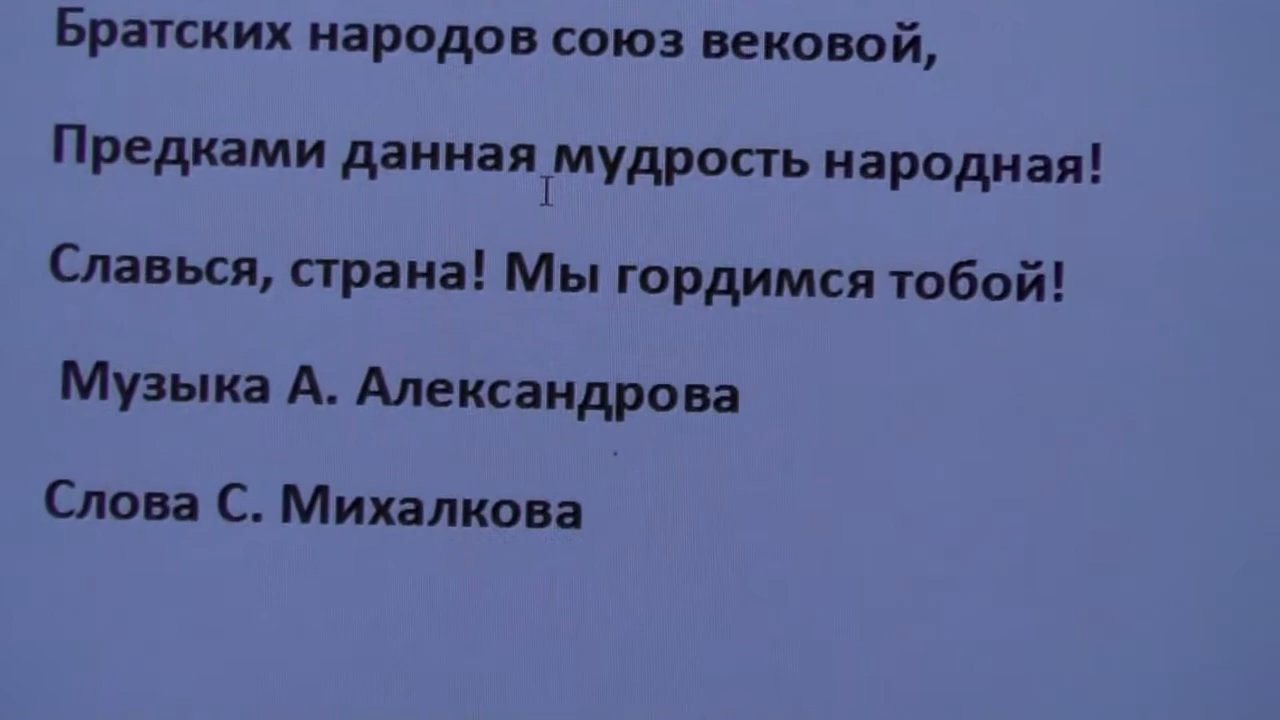 Братских народов союз вековой,
Предками данная мудрость народная!
Славься, страна! Мы гордимся тобой!
Музыка А. Александрова
Слова С. Михалкова